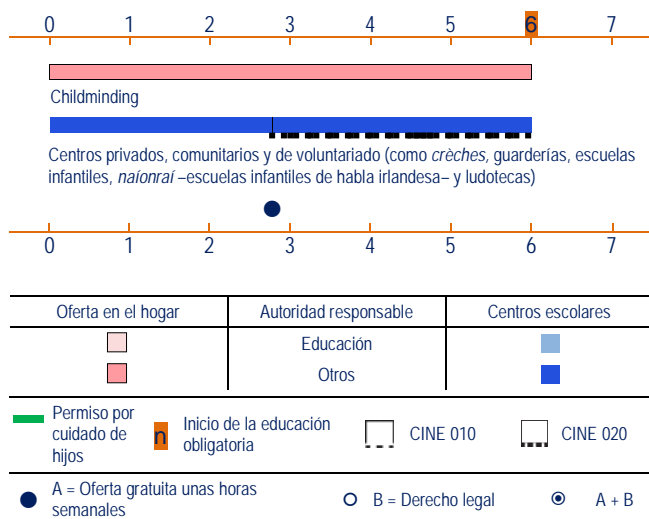 0 1 2 3 4 5 6 7
Childminding
Centros privados, comunitarios y de voluntariado (como crèches, guarderías, escuelas
infantiles, naíonraí –escuelas infantiles de habla irlandesa– y ludotecas)
0 1 2 3 4 5 6 7
Oferta en el hogar Autoridad responsable Centros escolares
Educación
Otros
Permiso por
cuidado de
hijos
n Inicio de la educación
obligatoria
CINE 010
CINE 020
A = Oferta gratuita unas horas
semanales
B = Derecho legal
A + B